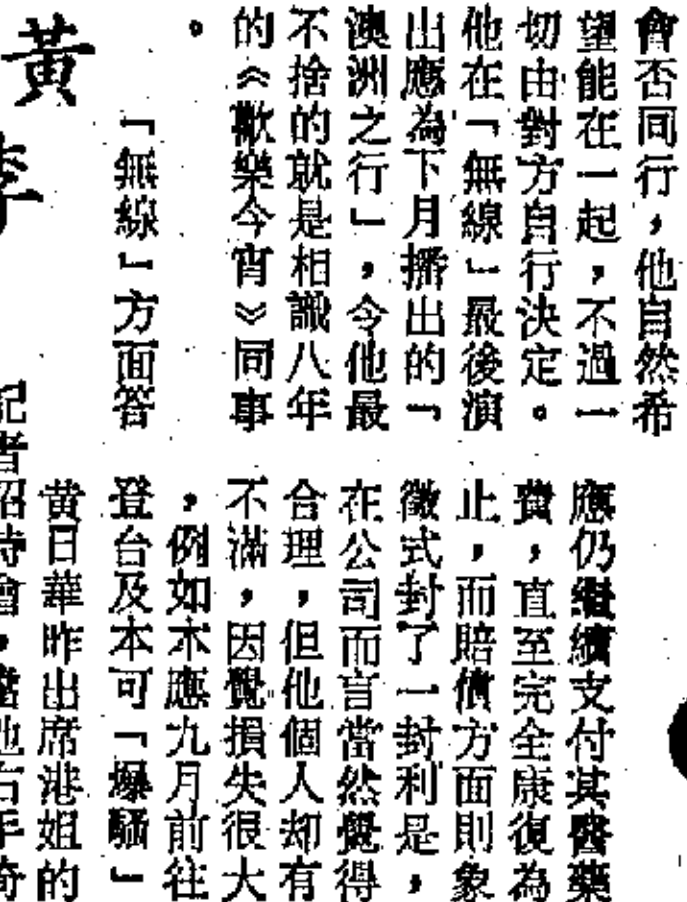 會否同行，他自然希
望能在一起，不過一
切由對方自行決定。
他在「無線」最後演
出應為下月播出的「
澳洲之行」，令他最
不捨的就是相識八年
的《歡樂今宵》同事
。
「無線」方面答
應仍繼續支付其醫藥
費，直至完全康復為
止，而賠償方面則象
徵式封了一封利是，
在公司而言當然覺得
合理，但他個人卻有
不滿，因覺損失很大
，例如本應九月前往
登台及本可「爆騷」
黃日華昨出席港姐的
記者招待會，
黃李